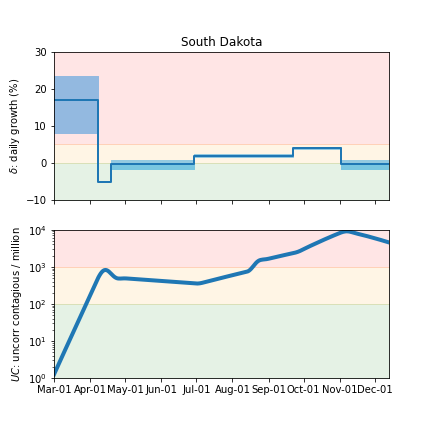 South Dakota
δ: daily growth (%)
30
20
10
0
−10
UC: uncorr contagious / million
10⁴
10³
10²
10¹
10⁰
Mar-01 Apr-01 May-01 Jun-01 Jul-01 Aug-01 Sep-01 Oct-01 Nov-01 Dec-01